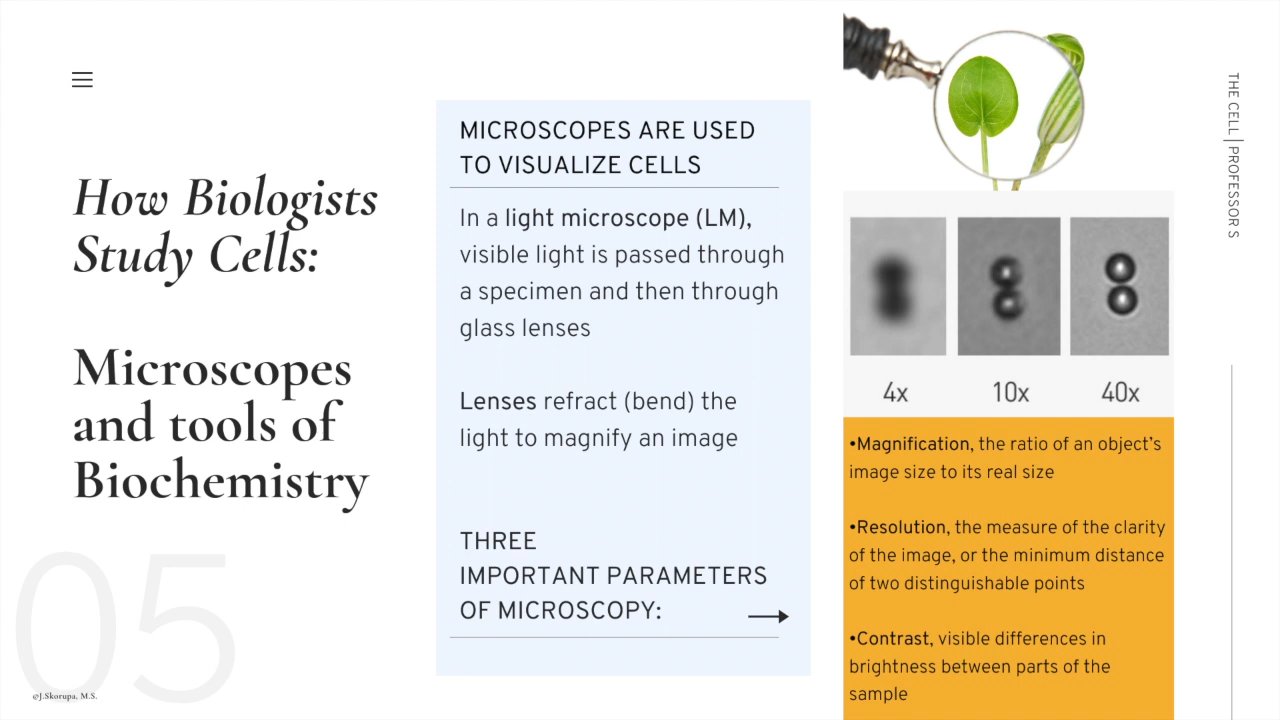 How Biologists
Study Cells:
Microscopes
and tools of
Biochemistry
05
@J.Skorupa, M.S.
MICROSCOPES ARE USED
TO VISUALIZE CELLS
In a light microscope (LM),
visible light is passed through
a specimen and then through
glass lenses
Lenses refract (bend) the
light to magnify an image
THREE
IMPORTANT PARAMETERS
OF MICROSCOPY:
4x 10x 40x
•Magnification, the ratio of an object’s
image size to its real size
•Resolution, the measure of the clarity
of the image, or the minimum distance
of two distinguishable points
•Contrast, visible differences in
brightness between parts of the
sample
THE CELL | PROFESSOR S